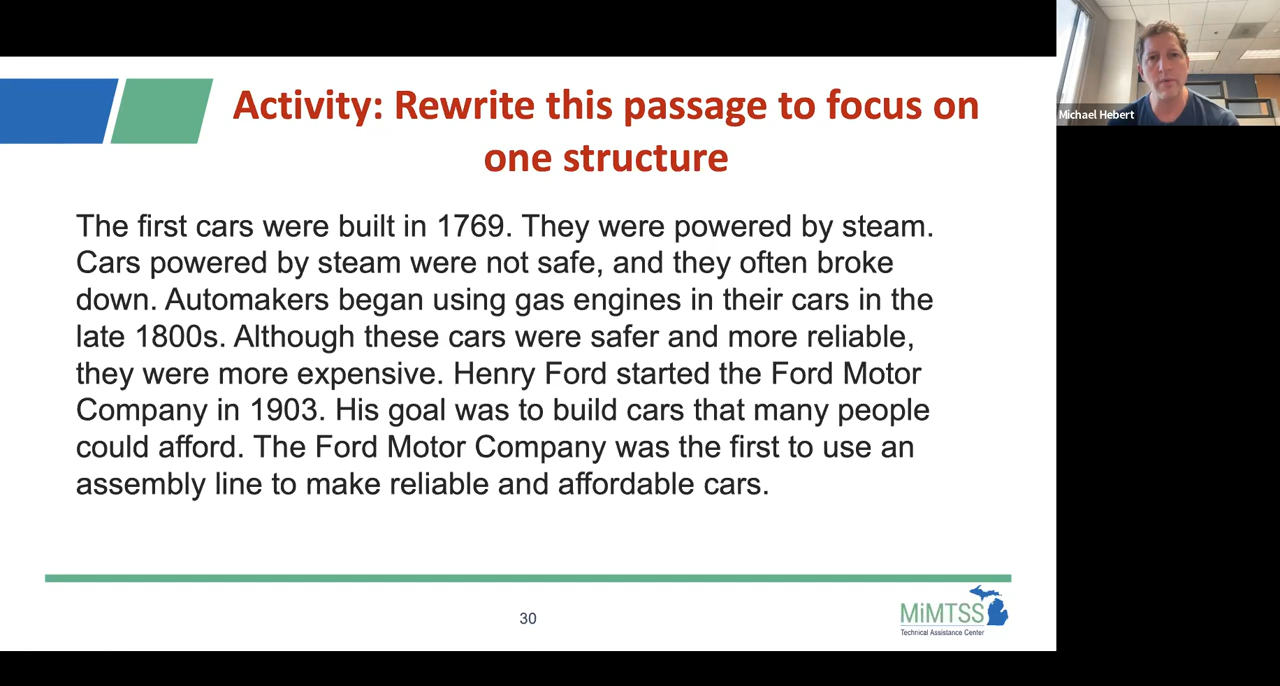 Activity: Rewrite this passage to focus on
one structure
Michael Hebert
The first cars were built in 1769. They were powered by steam.
Cars powered by steam were not safe, and they often broke
down. Automakers began using gas engines in their cars in the
late 1800s. Although these cars were safer and more reliable,
they were more expensive. Henry Ford started the Ford Motor
Company in 1903. His goal was to build cars that many people
could afford. The Ford Motor Company was the first to use an
assembly line to make reliable and affordable cars.
30
MiMTSS
Technical Assistance Center